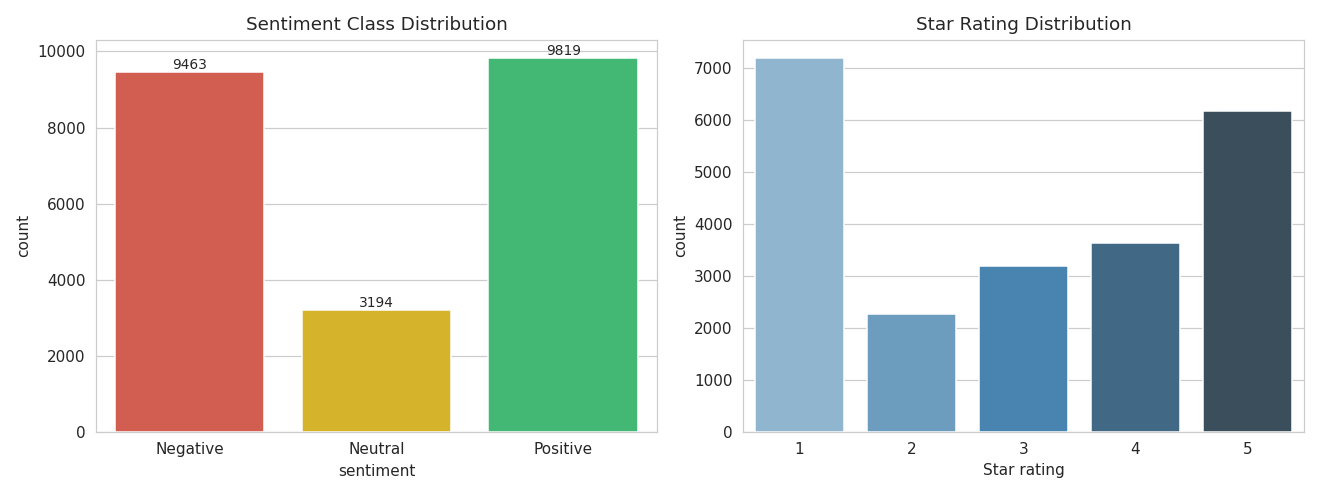 Sentiment Class Distribution
10000
8000
6000
4000
2000
0
count
9463
3194
9819
Negative
Neutral
Positive
sentiment
Star Rating Distribution
7000
6000
5000
4000
3000
2000
1000
0
count
1
2
3
4
5
Star rating